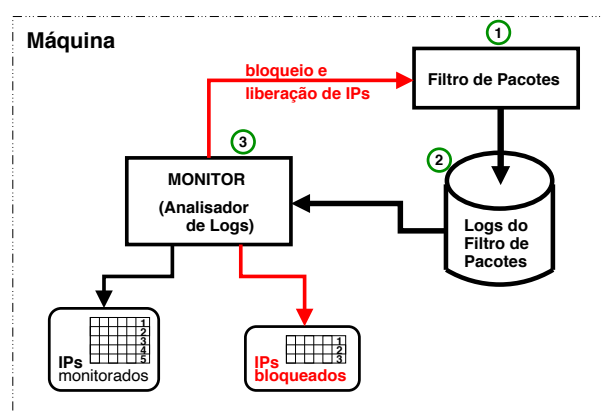 Máquina
1
Filtro de Pacotes
bloqueio e
liberação de IPs
3
2
MONITOR
(Analisador
de Logs)
Logs do
Filtro de
Pacotes
1
2
3
4
5
IPs
monitorados
1
2
3
IPs
bloqueados